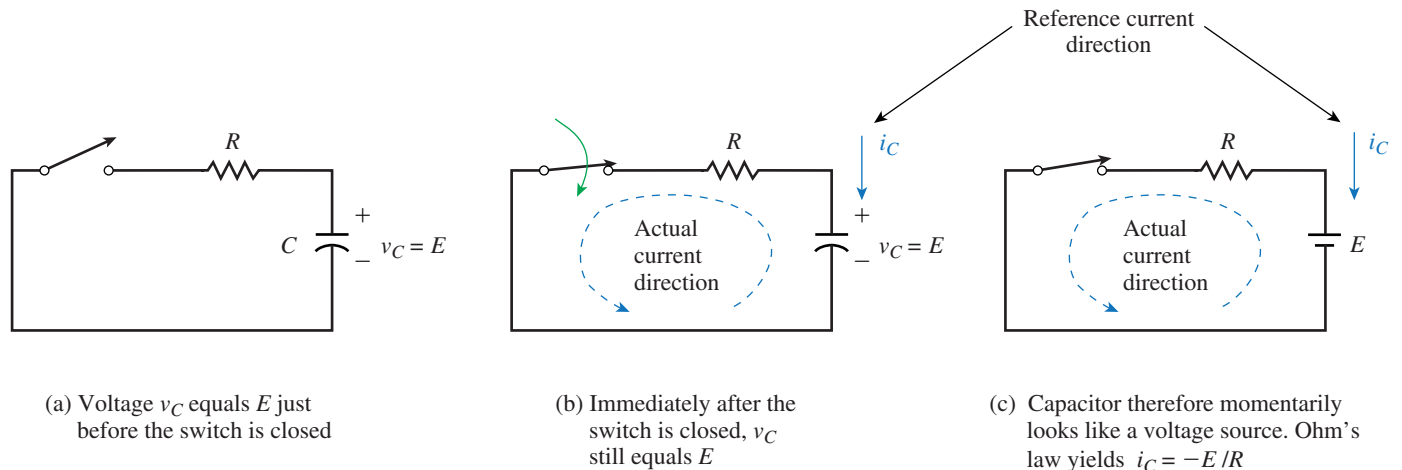 Reference current
direction
R
C
+
−
v_C = E
R
i_C
Actual
current
direction
+
−
v_C = E
R
i_C
Actual
current
direction
E
(a) Voltage v_C equals E just
before the switch is closed
(b) Immediately after the
switch is closed, v_C
still equals E
(c) Capacitor therefore momentarily
looks like a voltage source. Ohm's
law yields i_C = −E/R